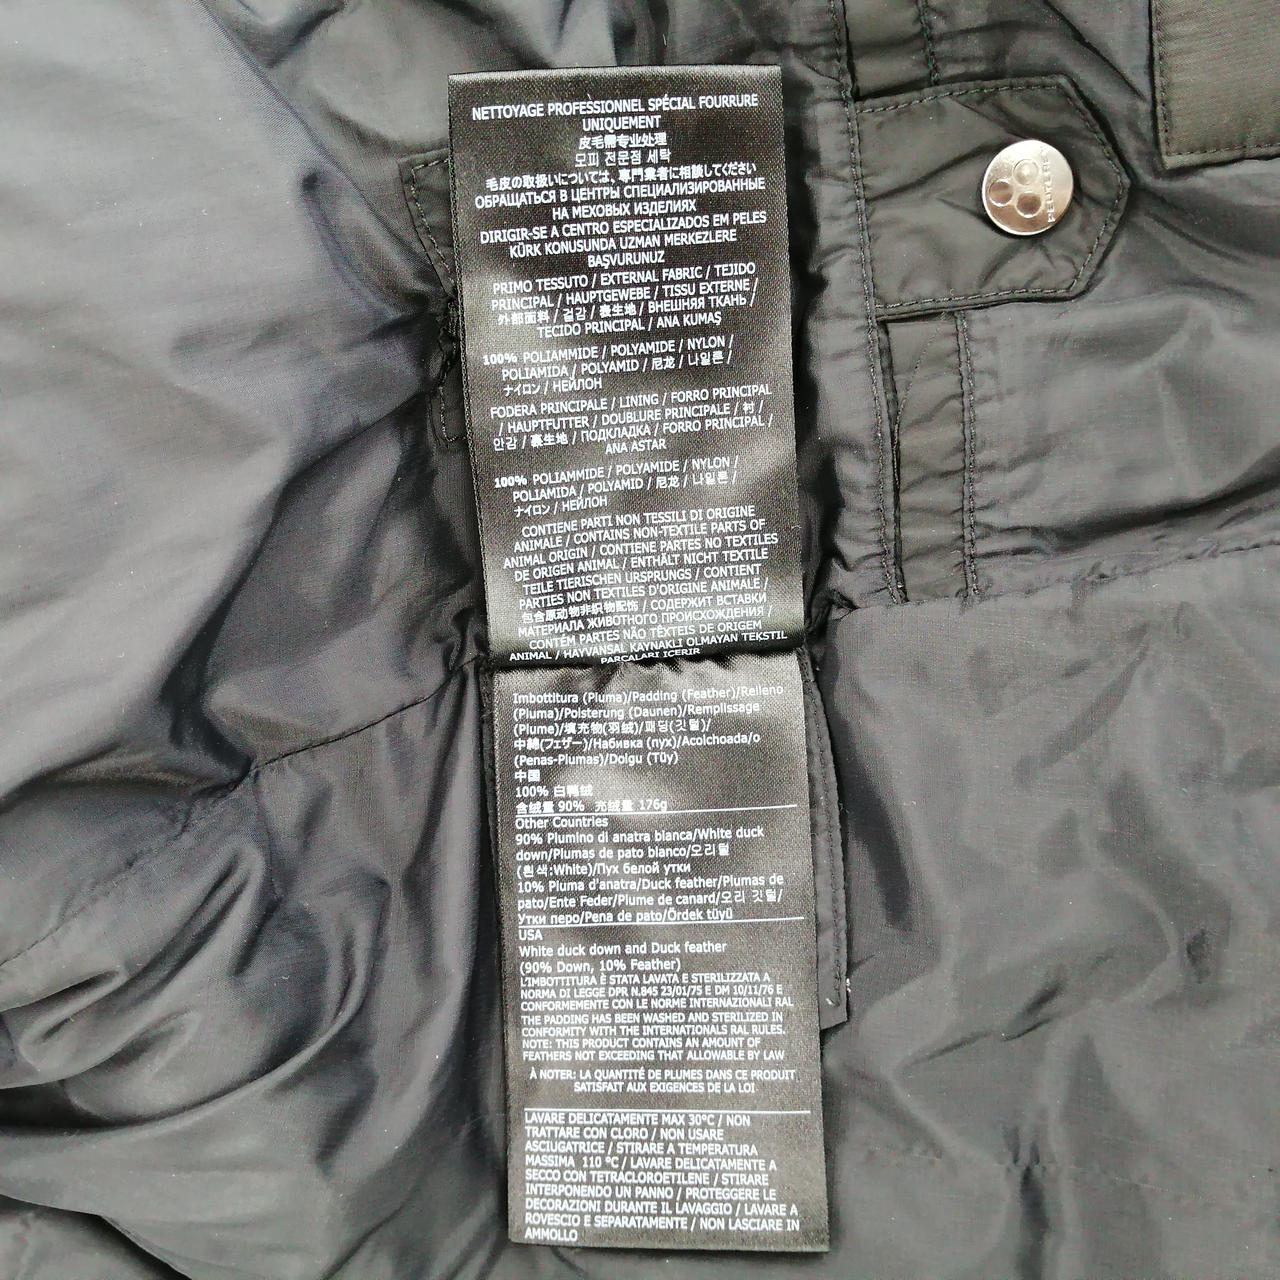 NETTOYAGE PROFESSIONNEL SPÉCIAL FOURRURE
UNIQUEMENT
皮毛需专业处理
모피 전문점 세탁
毛皮の取扱いについては、専門業者に相談してください
ОБРАЩАТЬСЯ В ЦЕНТРЫ СПЕЦИАЛИЗИРОВАННЫЕ
НА МЕХОВЫХ ИЗДЕЛИЯХ
DIRIGIR-SE A CENTRO ESPECIALIZADOS EM PELES
KÜRK KONUSUNDA UZMAN MERKEZLERE
BAŞVURUNUZ
PRIMO TESSUTO / EXTERNAL FABRIC / TEJIDO
PRINCIPAL / HAUPTGEWEBE / TISSU EXTERNE /
外部面料 / 겉감 / 表生地 / ВНЕШНЯЯ ТКАНЬ /
TECIDO PRINCIPAL / ANA KUMAŞ
100% POLIAMMIDE / POLYAMIDE / NYLON /
POLIAMIDA / POLYAMID / 尼龙 / 나일론 /
ナイロン / НЕЙЛОН
FODERA PRINCIPALE / LINING / FORRO PRINCIPAL
/ HAUPTFUTTER / DOUBLURE PRINCIPALE / 衬 /
안감 / 裏生地 / ПОДКЛАДКА / FORRO PRINCIPAL /
ANA ASTAR
100% POLIAMMIDE / POLYAMIDE / NYLON /
POLIAMIDA / POLYAMID / 尼龙 / 나일론 /
ナイロン / НЕЙЛОН
CONTIENE PARTI NON TESSILI DI ORIGINE
ANIMALE / CONTAINS NON-TEXTILE PARTS OF
ANIMAL ORIGIN / CONTIENE PARTES NO TEXTILES
DE ORIGEN ANIMAL / ENTHÄLT NICHT TEXTILE
TEILE TIERISCHEN URSPRUNGS / CONTIENT
PARTIES NON TEXTILES D'ORIGINE ANIMALE /
包含原动物非织物配饰 / СОДЕРЖИТ ВСТАВКИ
МАТЕРИАЛА ЖИВОТНОГО ПРОИСХОЖДЕНИЯ /
CONTÉM PARTES NÃO TÊXTEIS DE ORIGEM
ANIMAL / HAYVANSAL KAYNAKLI OLMAYAN TEKSTIL
PARÇALARI İÇERİR
Imbottitura (Piuma)/Padding (Feather)/Relleno
(Pluma)/Polsterung (Daunen)/Remplissage
(Plume)/填充物(羽绒)/패딩(깃털)/
中綿(フェザー)/Набивка (пух)/Acolchoada/o
(Penas-Plumas)/Dolgu (Tüy)
中国
100% 白鸭绒
含绒量 90% 充绒量 176g
Other Countries
90% Piumino di anatra bianca/White duck
down/Plumas de pato blanco/오리털
(흰색:White)/Пух белой утки
10% Piuma d'anatra/Duck feather/Plumas de
pato/Ente Feder/Plume de canard/오리 깃털/
Утки перо/Pena de pato/Ördek tüyü
USA
White duck down and Duck feather
(90% Down, 10% Feather)
L'IMBOTTITURA È STATA LAVATA E STERILIZZATA A
NORMA DI LEGGE DPR N.845 23/01/75 E DM 10/11/76 E
CONFORMEMENTE CON LE NORME INTERNAZIONALI RAL
THE PADDING HAS BEEN WASHED AND STERILIZED IN
CONFORMITY WITH THE INTERNATIONALS RAL RULES.
NOTE: THIS PRODUCT CONTAINS AN AMOUNT OF
FEATHERS NOT EXCEEDING THAT ALLOWABLE BY LAW
À NOTER: LA QUANTITÉ DE PLUMES DANS CE PRODUIT
SATISFAIT AUX EXIGENCES DE LA LOI
LAVARE DELICATAMENTE MAX 30°C / NON
TRATTARE CON CLORO / NON USARE
ASCIUGATRICE / STIRARE A TEMPERATURA
MASSIMA 110 °C / LAVARE DELICATAMENTE A
SECCO CON TETRACLOROETILENE / STIRARE
INTERPONENDO UN PANNO / PROTEGGERE LE
DECORAZIONI DURANTE IL LAVAGGIO / LAVARE A
ROVESCIO E SEPARATAMENTE / NON LASCIARE IN
AMMOLLO